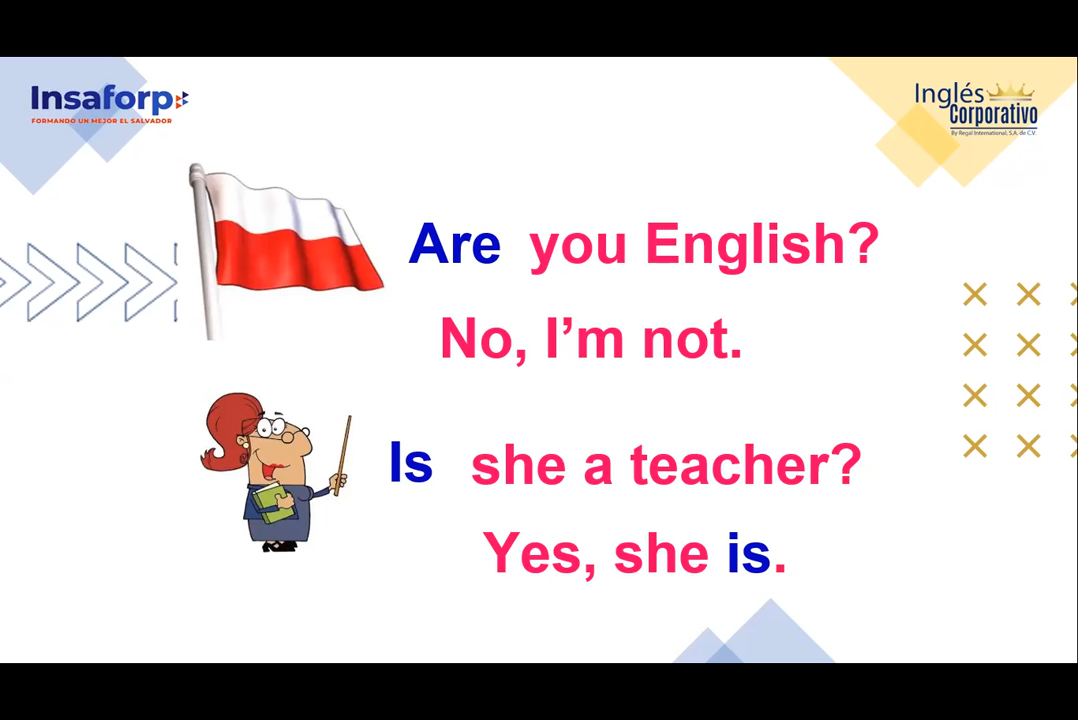 Insaforp
FORMANDO UN MEJOR EL SALVADOR
Inglés
Corporativo
By Regal International, S.A. de C.V.
Are you English?
No, I’m not.
Is she a teacher?
Yes, she is.